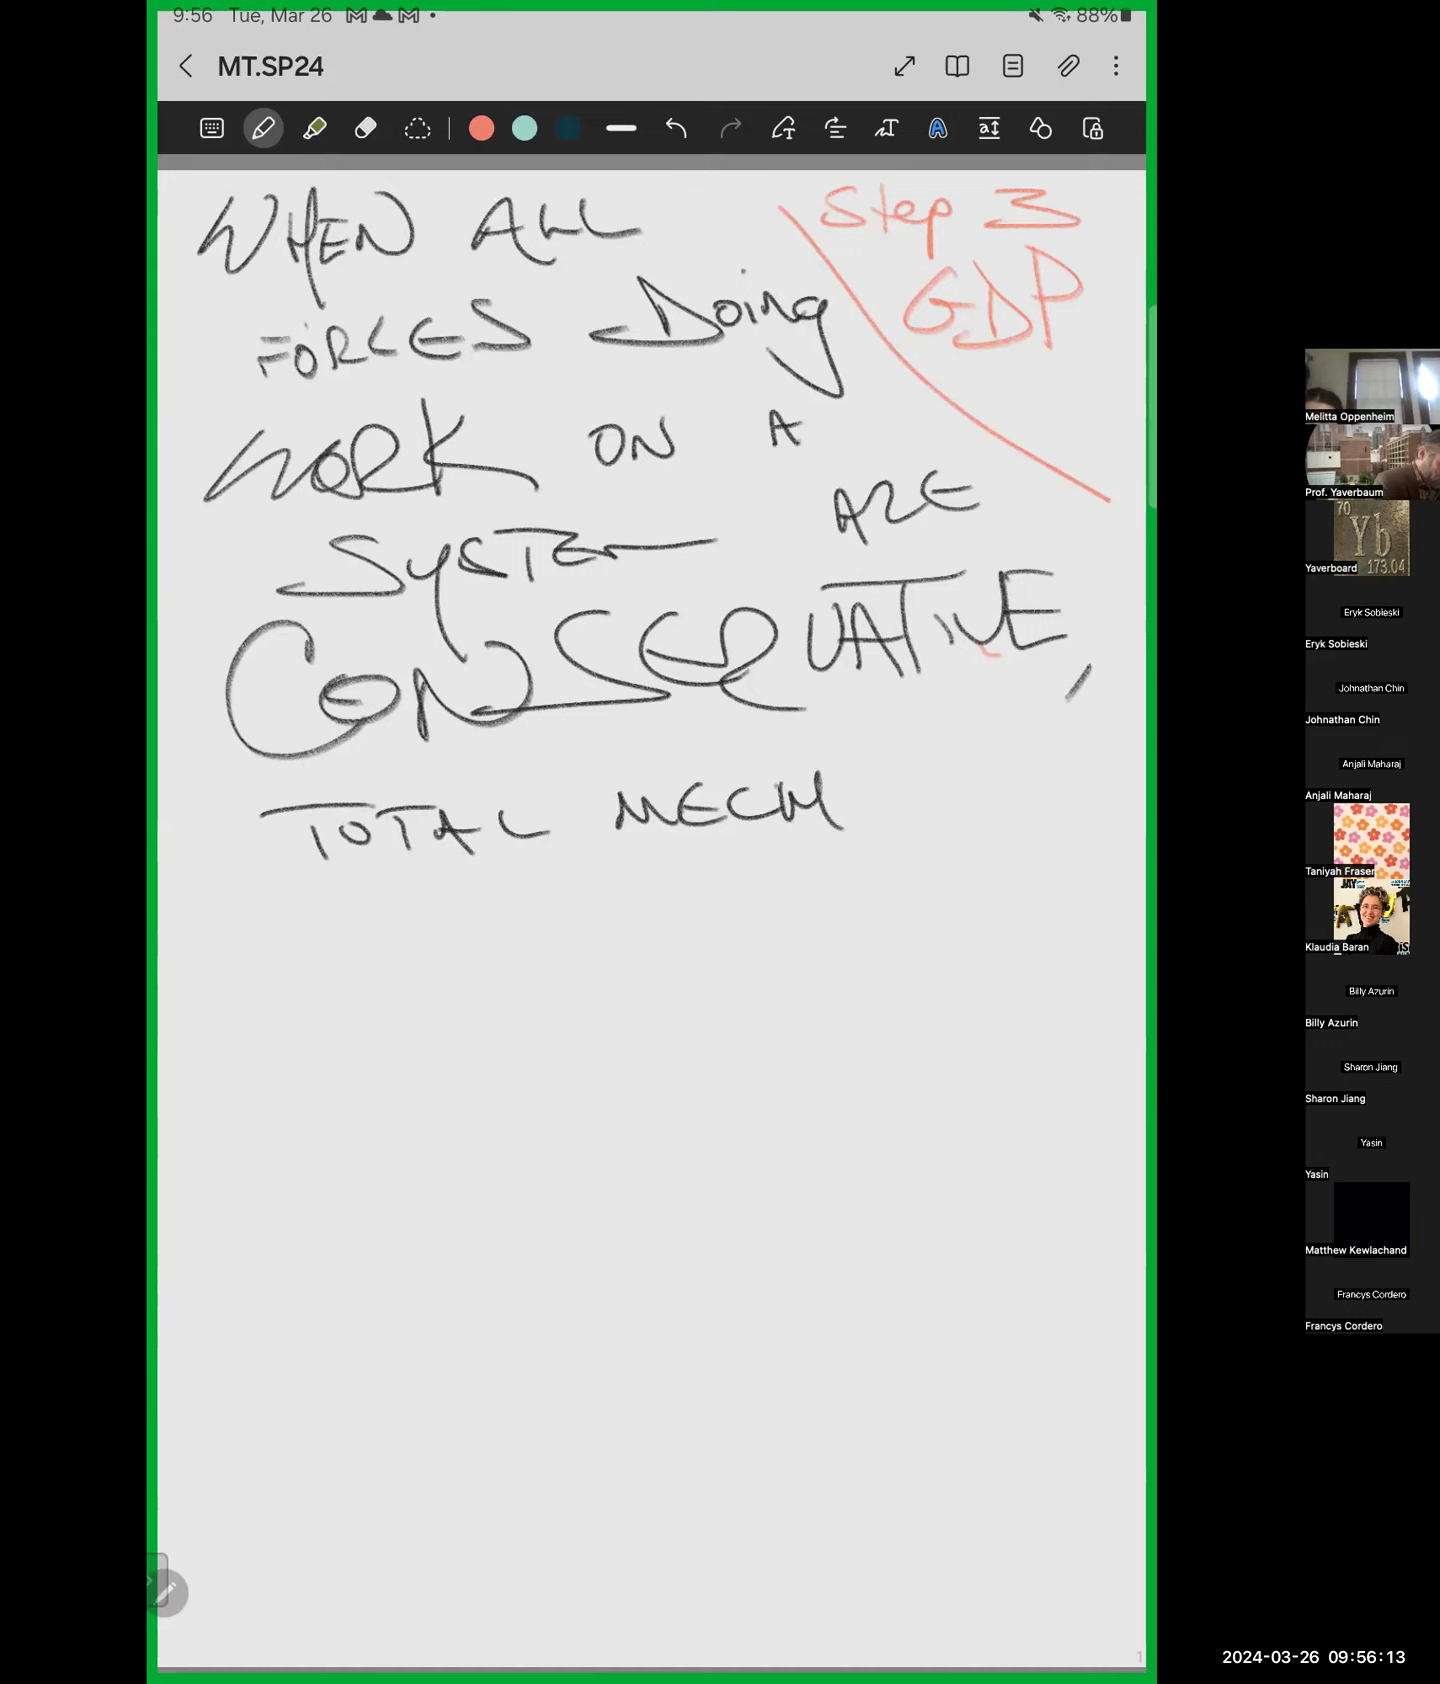 9:56 Tue, Mar 26
88%
MT.SP24
WHEN ALL
Step 3
GDP
FORCES Doing
WORK ON A
SYSTEM ARE
CONSERVATIVE,
TOTAL MECH
1
Melitta Oppenheim
Prof. Yaverbaum
70
Yb
173.04
Yaverboard
Eryk Sobieski
Eryk Sobieski
Johnathan Chin
Johnathan Chin
Anjali Maharaj
Anjali Maharaj
Taniyah Fraser
JAY
Klaudia Baran
Billy Azurin
Billy Azurin
Sharon Jiang
Sharon Jiang
Yasin
Yasin
Matthew Kewlachand
Francys Cordero
Francys Cordero
2024-03-26 09:56:13